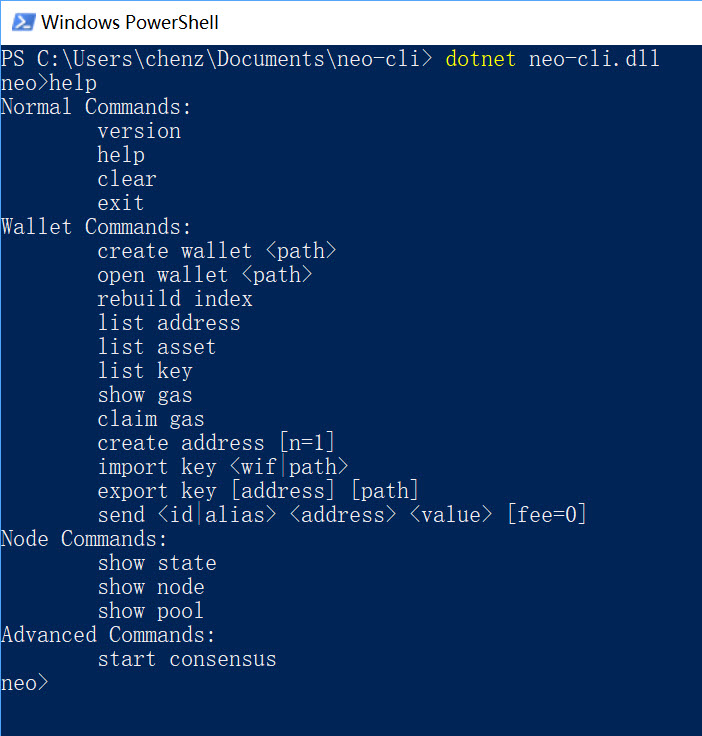 Windows PowerShell
PS C:\Users\chenz\Documents\neo-cli> dotnet neo-cli.dll
neo>help
Normal Commands:
version
help
clear
exit
Wallet Commands:
create wallet <path>
open wallet <path>
rebuild index
list address
list asset
list key
show gas
claim gas
create address [n=1]
import key <wif|path>
export key [address] [path]
send <id|alias> <address> <value> [fee=0]
Node Commands:
show state
show node
show pool
Advanced Commands:
start consensus
neo>